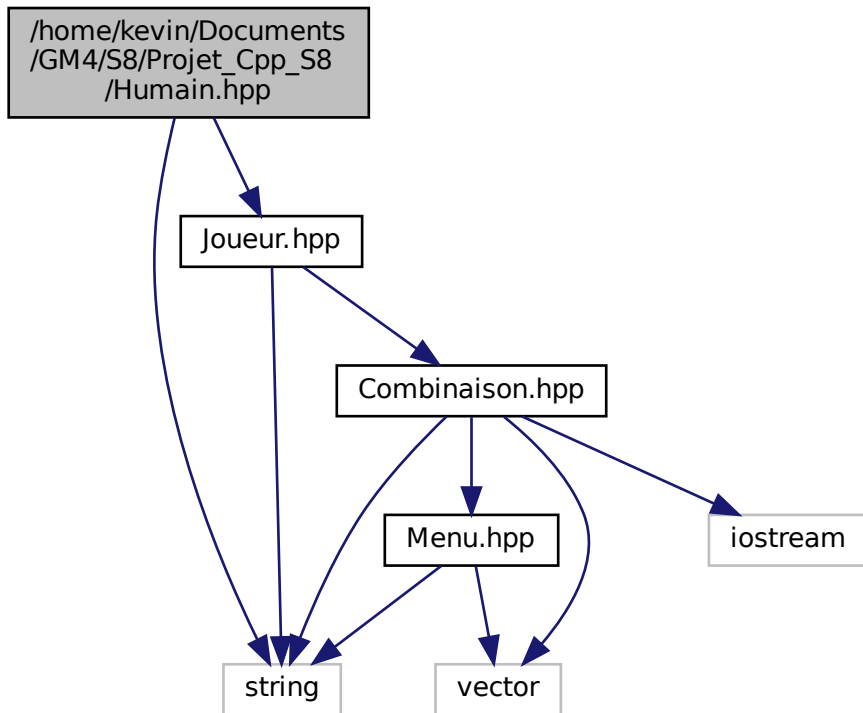 /home/kevin/Documents
/GM4/S8/Projet_Cpp_S8
/Humain.hpp
Joueur.hpp
Combinaison.hpp
Menu.hpp
iostream
string
vector